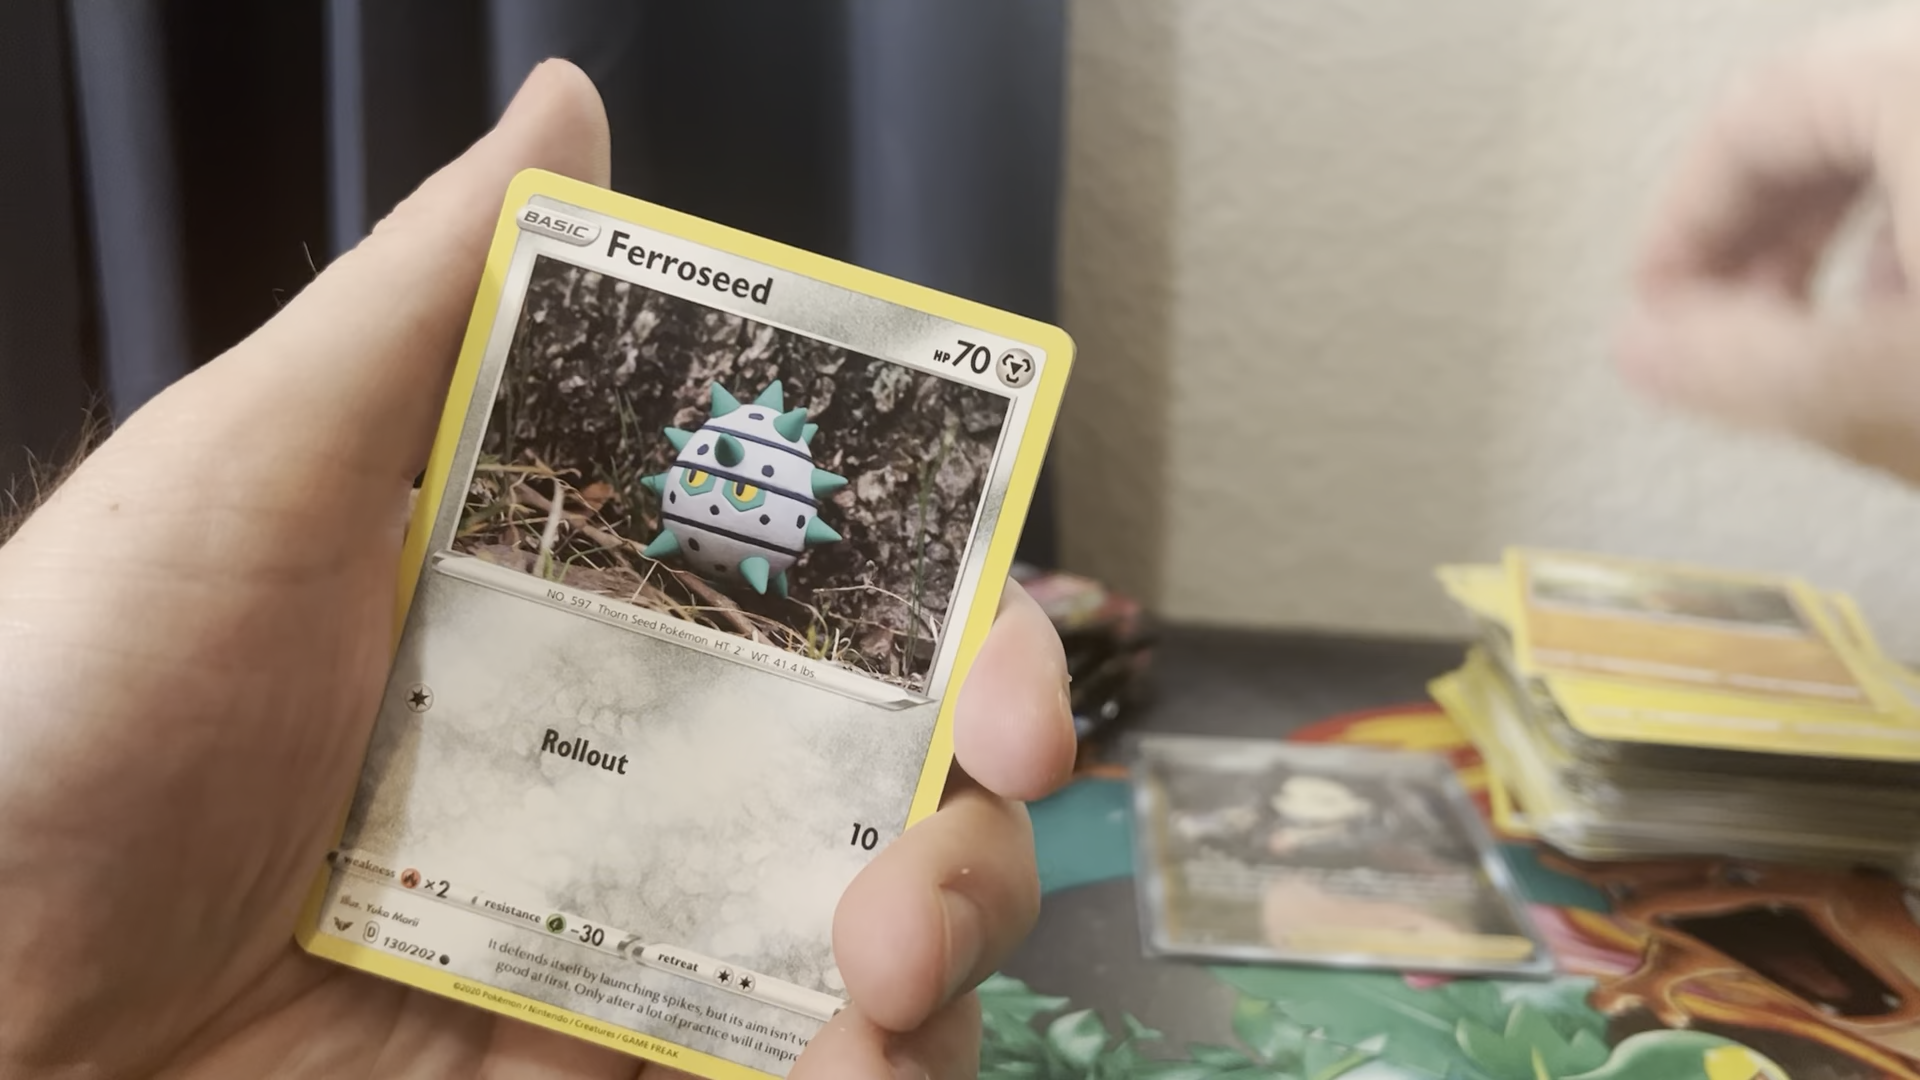 BASIC Ferroseed HP 70
NO. 597 Thorn Seed Pokémon HT: 2' WT: 41.4 lbs.
Rollout 10
weakness ×2 resistance -30 retreat
Illus. Yuka Morii
D 130/202
It defends itself by launching spikes, but its aim isn't
good at first. Only after a lot of practice will it
©2020 Pokémon / Nintendo / Creatures / GAME FREAK